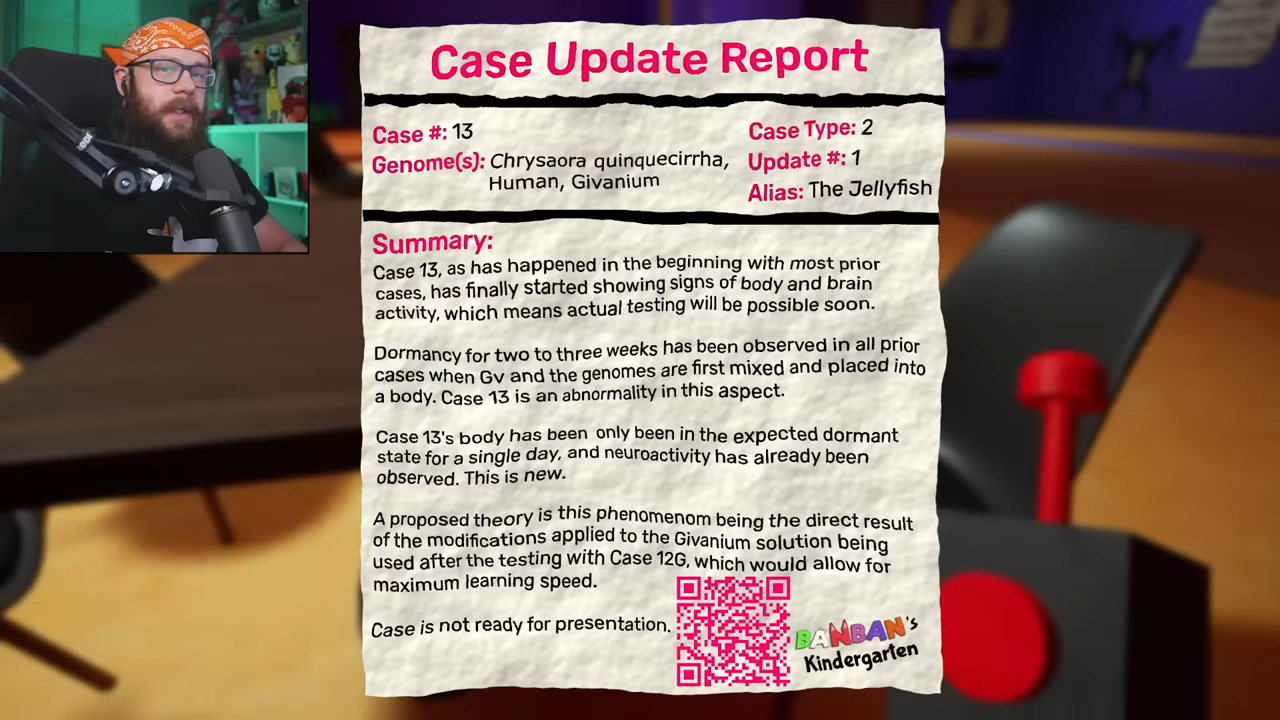 Case Update Report
Case #: 13
Case Type: 2
Genome(s): Chrysaora quinquecirrha,
Human, Givanium
Update #: 1
Alias: The Jellyfish
Summary:
Case 13, as has happened in the beginning with most prior
cases, has finally started showing signs of body and brain
activity, which means actual testing will be possible soon.
Dormancy for two to three weeks has been observed in all prior
cases when Gv and the genomes are first mixed and placed into
a body. Case 13 is an abnormality in this aspect.
Case 13's body has been only been in the expected dormant
state for a single day, and neuroactivity has already been
observed. This is new.
A proposed theory is this phenomenom being the direct result
of the modifications applied to the Givanium solution being
used after the testing with Case 12G, which would allow for
maximum learning speed.
Case is not ready for presentation.
BANBAN's
Kindergarten